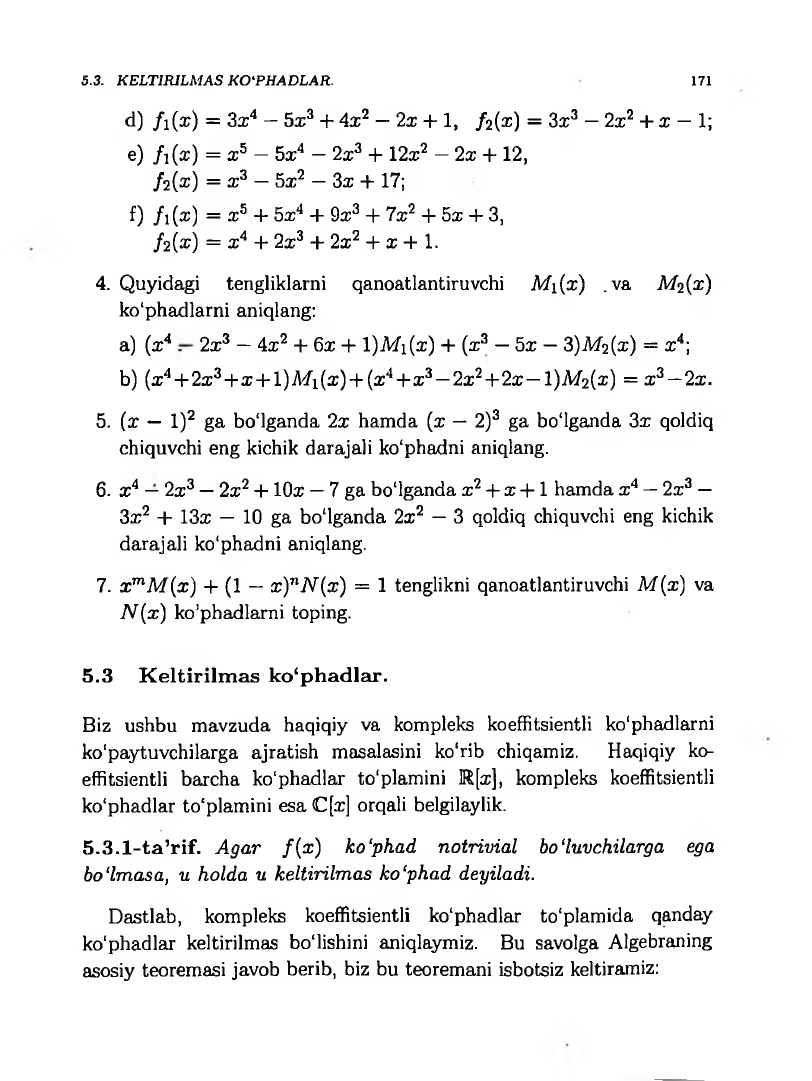 5.3. KELTIRILMAS KO‘PHADLAR. 171
d) f₁(x) = 3x⁴ − 5x³ + 4x² − 2x + 1, f₂(x) = 3x³ − 2x² + x − 1;
e) f₁(x) = x⁵ − 5x⁴ − 2x³ + 12x² − 2x + 12,
f₂(x) = x³ − 5x² − 3x + 17;
f) f₁(x) = x⁵ + 5x⁴ + 9x³ + 7x² + 5x + 3,
f₂(x) = x⁴ + 2x³ + 2x² + x + 1.
4. Quyidagi tengliklarni qanoatlantiruvchi M₁(x) va M₂(x)
ko‘phadlarni aniqlang:
a) (x⁴ − 2x³ − 4x² + 6x + 1)M₁(x) + (x³ − 5x − 3)M₂(x) = x⁴;
b) (x⁴+2x³+x+1)M₁(x)+(x⁴+x³−2x²+2x−1)M₂(x) = x³−2x.
5. (x − 1)² ga bo‘lganda 2x hamda (x − 2)³ ga bo‘lganda 3x qoldiq
chiquvchi eng kichik darajali ko‘phadni aniqlang.
6. x⁴ − 2x³ − 2x² + 10x − 7 ga bo‘lganda x² + x + 1 hamda x⁴ − 2x³ −
3x² + 13x − 10 ga bo‘lganda 2x² − 3 qoldiq chiquvchi eng kichik
darajali ko‘phadni aniqlang.
7. xᵐM(x) + (1 − x)ⁿN(x) = 1 tenglikni qanoatlantiruvchi M(x) va
N(x) ko’phadlarni toping.
5.3 Keltirilmas ko‘phadlar.
Biz ushbu mavzuda haqiqiy va kompleks koeffitsientli ko‘phadlarni
ko‘paytuvchilarga ajratish masalasini ko‘rib chiqamiz. Haqiqiy ko-
effitsientli barcha ko‘phadlar to‘plamini ℝ[x], kompleks koeffitsientli
ko‘phadlar to‘plamini esa ℂ[x] orqali belgilaylik.
5.3.1-ta’rif. Agar f(x) ko‘phad notrivial bo‘luvchilarga ega
bo‘lmasa, u holda u keltirilmas ko‘phad deyiladi.
Dastlab, kompleks koeffitsientli ko‘phadlar to‘plamida qanday
ko‘phadlar keltirilmas bo‘lishini aniqlaymiz. Bu savolga Algebraning
asosiy teoremasi javob berib, biz bu teoremani isbotsiz keltiramiz: